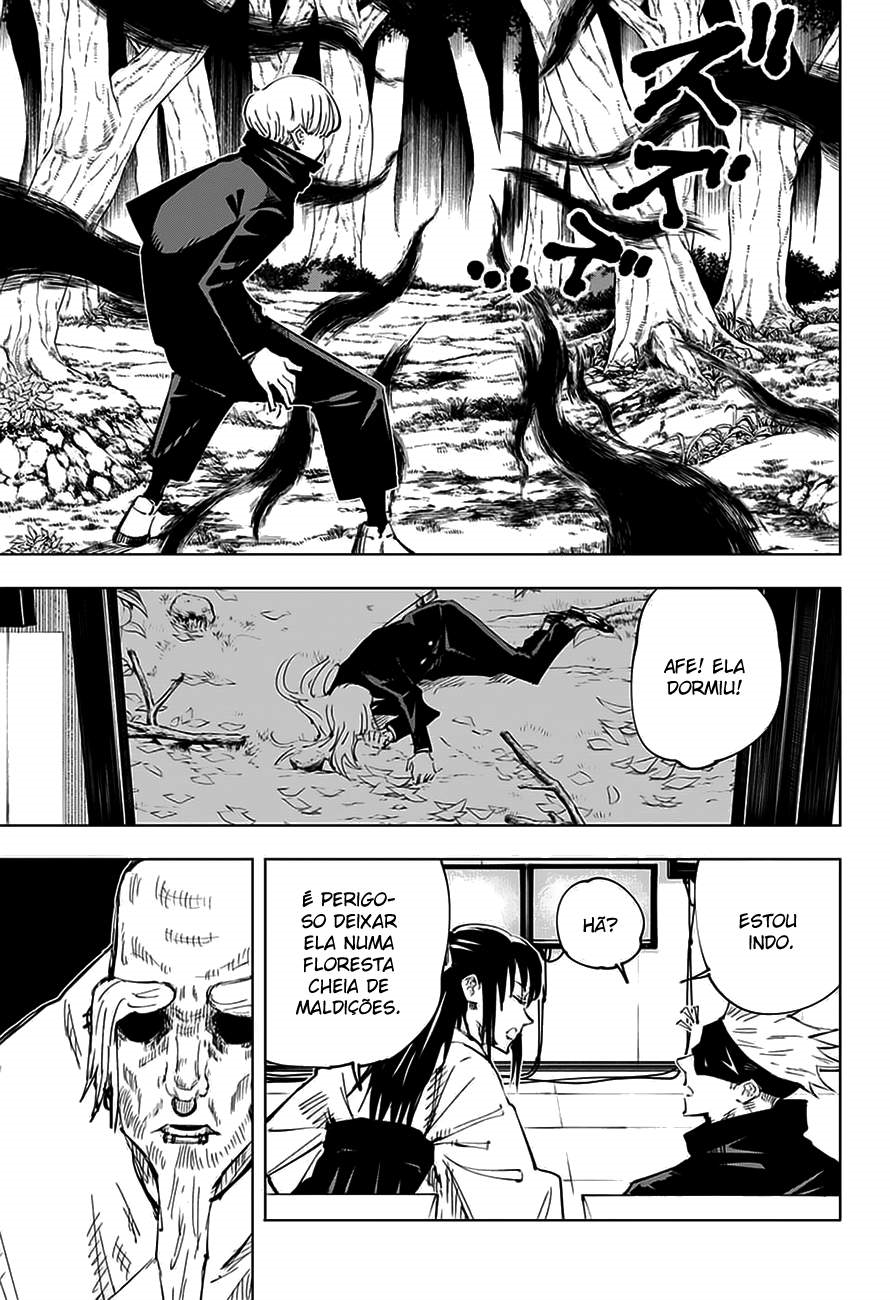 ズズズ...
AFE! ELA
DORMIU!
ESTOU
INDO.
HÃ?
É PERIGO-
SO DEIXAR
ELA NUMA
FLORESTA
CHEIA DE
MALDIÇÕES.